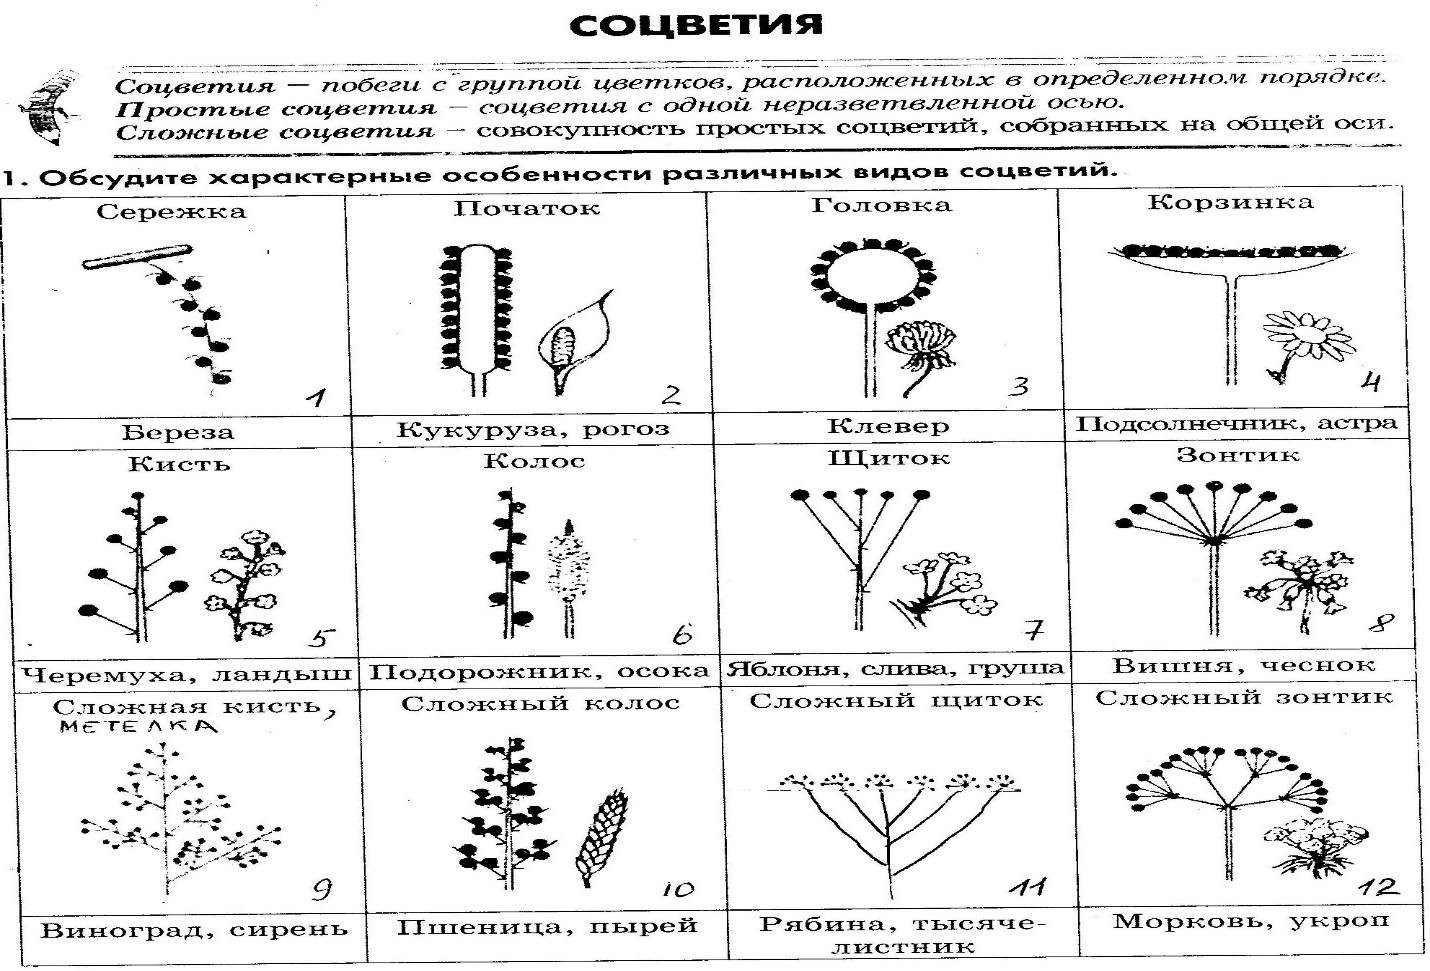 СОЦВЕТИЯ
Соцветия — побеги с группой цветков, расположенных в определенном порядке.
Простые соцветия — соцветия с одной неразветвленной осью.
Сложные соцветия — совокупность простых соцветий, собранных на общей оси.
1. Обсудите характерные особенности различных видов соцветий.
Сережка
Початок
Головка
Корзинка
1
2
3
4
Береза
Кукуруза, рогоз
Клевер
Подсолнечник, астра
Кисть
Колос
Щиток
Зонтик
5
6
7
8
Черемуха, ландыш
Подорожник, осока
Яблоня, слива, груша
Вишня, чеснок
Сложная кисть,
МЕТЕЛКА
Сложный колос
Сложный щиток
Сложный зонтик
9
10
11
12
Виноград, сирень
Пшеница, пырей
Рябина, тысяче-
листник
Морковь, укроп